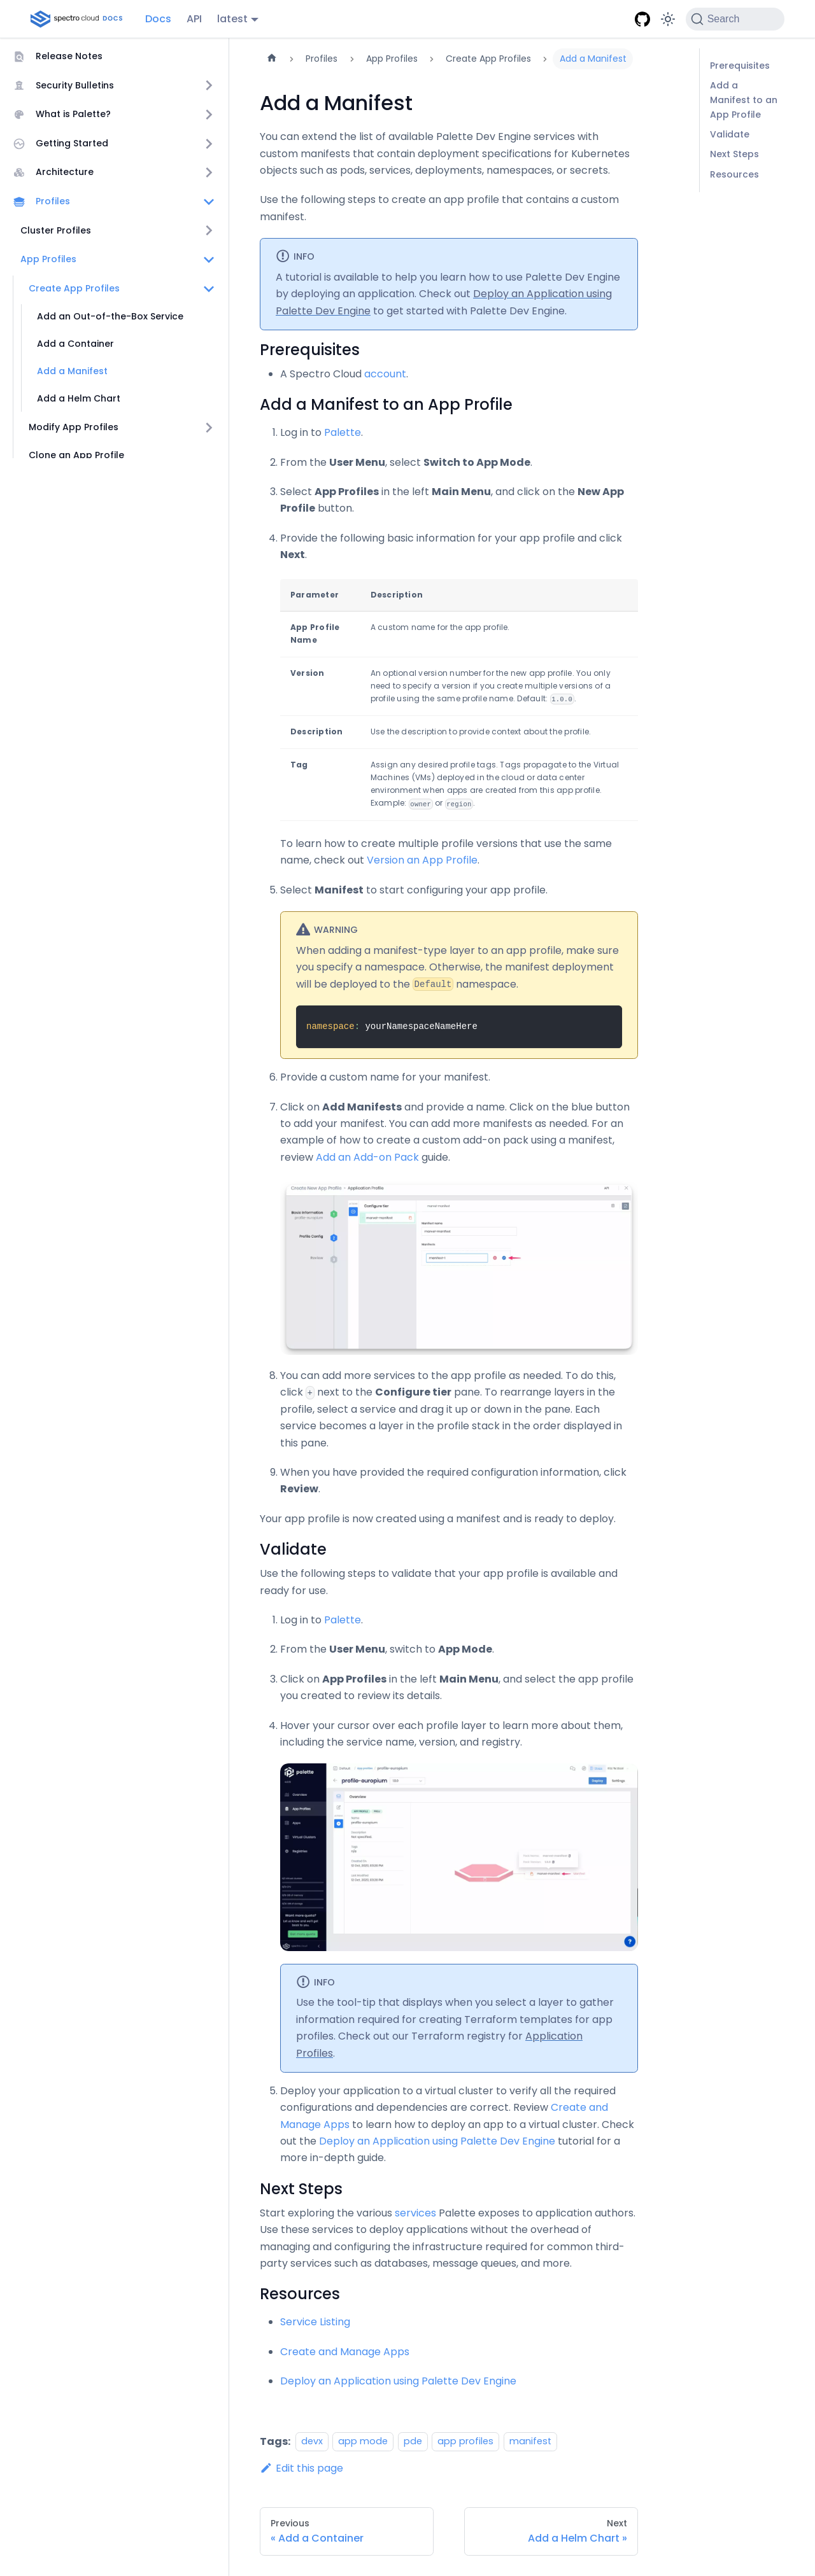 spectro cloud DOCS
Docs
API
latest
Search
Release Notes
Security Bulletins
What is Palette?
Getting Started
Architecture
Profiles
Cluster Profiles
App Profiles
Create App Profiles
Add an Out-of-the-Box Service
Add a Container
Add a Manifest
Add a Helm Chart
Modify App Profiles
Clone an App Profile
Profiles
App Profiles
Create App Profiles
Add a Manifest
Add a Manifest
You can extend the list of available Palette Dev Engine services with
custom manifests that contain deployment specifications for Kubernetes
objects such as pods, services, deployments, namespaces, or secrets.
Use the following steps to create an app profile that contains a custom
manifest.
INFO
A tutorial is available to help you learn how to use Palette Dev Engine
by deploying an application. Check out Deploy an Application using
Palette Dev Engine to get started with Palette Dev Engine.
Prerequisites
• A Spectro Cloud account.
Add a Manifest to an App Profile
1. Log in to Palette.
2. From the User Menu, select Switch to App Mode.
3. Select App Profiles in the left Main Menu, and click on the New App
Profile button.
4. Provide the following basic information for your app profile and click
Next.
Parameter Description
App Profile A custom name for the app profile.
Name
Version An optional version number for the new app profile. You only
need to specify a version if you create multiple versions of a
profile using the same profile name. Default: 1.0.0.
Description Use the description to provide context about the profile.
Tag Assign any desired profile tags. Tags propagate to the Virtual
Machines (VMs) deployed in the cloud or data center
environment when apps are created from this app profile.
Example: owner or region.
To learn how to create multiple profile versions that use the same
name, check out Version an App Profile.
5. Select Manifest to start configuring your app profile.
WARNING
When adding a manifest-type layer to an app profile, make sure
you specify a namespace. Otherwise, the manifest deployment
will be deployed to the Default namespace.
namespace: yourNamespaceNameHere
6. Provide a custom name for your manifest.
7. Click on Add Manifests and provide a name. Click on the blue button
to add your manifest. You can add more manifests as needed. For an
example of how to create a custom add-on pack using a manifest,
review Add an Add-on Pack guide.
Create New App Profile
Application Profile
Basic Information
profile-europium
Profile Config
Review
Configure tier
Manifest name
Manifests
manifest-1
8. You can add more services to the app profile as needed. To do this,
click + next to the Configure tier pane. To rearrange layers in the
profile, select a service and drag it up or down in the pane. Each
service becomes a layer in the profile stack in the order displayed in
this pane.
9. When you have provided the required configuration information, click
Review.
Your app profile is now created using a manifest and is ready to deploy.
Validate
Use the following steps to validate that your app profile is available and
ready for use.
1. Log in to Palette.
2. From the User Menu, switch to App Mode.
3. Click on App Profiles in the left Main Menu, and select the app profile
you created to review its details.
4. Hover your cursor over each profile layer to learn more about them,
including the service name, version, and registry.
palette
Overview
App Profiles
Apps
Virtual Clusters
Registries
profile-europium
Deploy
Settings
Overview
INFO
Use the tool-tip that displays when you select a layer to gather
information required for creating Terraform templates for app
profiles. Check out our Terraform registry for Application
Profiles.
5. Deploy your application to a virtual cluster to verify all the required
configurations and dependencies are correct. Review Create and
Manage Apps to learn how to deploy an app to a virtual cluster. Check
out the Deploy an Application using Palette Dev Engine tutorial for a
more in-depth guide.
Next Steps
Start exploring the various services Palette exposes to application authors.
Use these services to deploy applications without the overhead of
managing and configuring the infrastructure required for common third-
party services such as databases, message queues, and more.
Resources
• Service Listing
• Create and Manage Apps
• Deploy an Application using Palette Dev Engine
Tags: devx app mode pde app profiles manifest
Edit this page
Previous
« Add a Container
Next
Add a Helm Chart »
Prerequisites
Add a
Manifest to an
App Profile
Validate
Next Steps
Resources